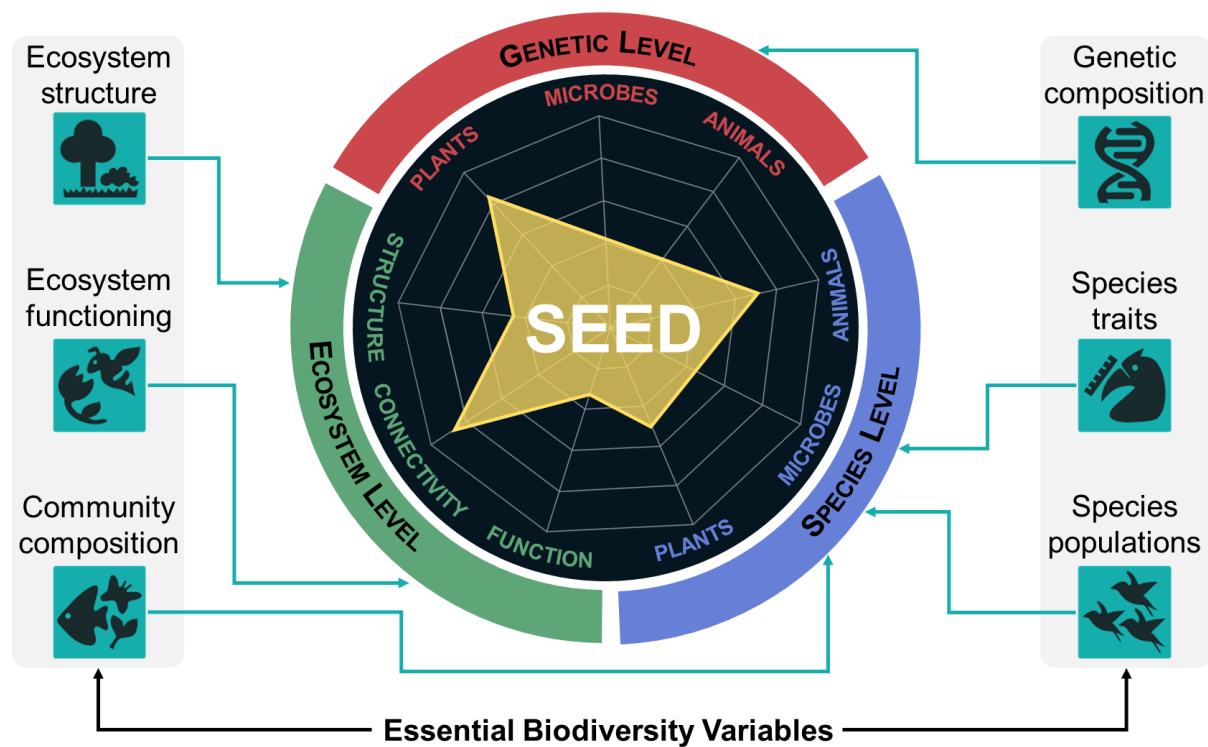 Ecosystem
structure
Ecosystem
functioning
Community
composition
GENETIC LEVEL
MICROBES
PLANTS
ANIMALS
STRUCTURE
CONNECTIVITY
FUNCTION
ECOSYSTEM LEVEL
SEED
ANIMALS
MICROBES
PLANTS
SPECIES LEVEL
Genetic
composition
Species
traits
Species
populations
Essential Biodiversity Variables